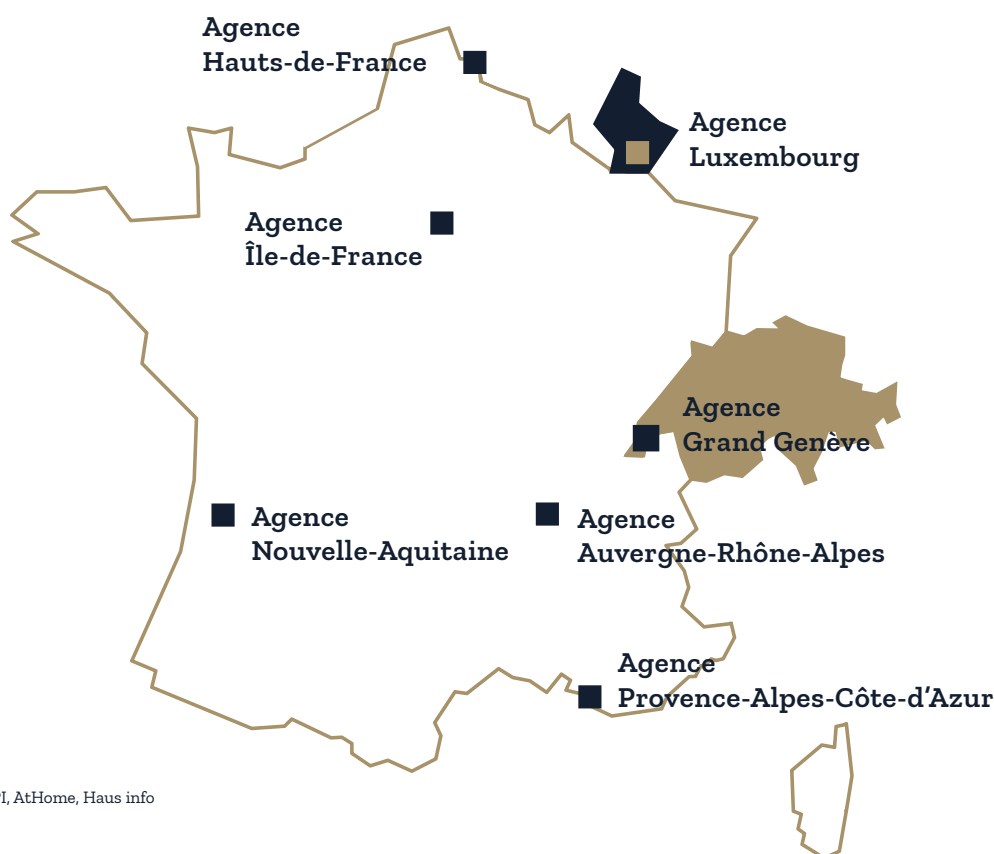 Agence
Hauts-de-France
Agence
Luxembourg
Agence
Île-de-France
Agence
Grand Genève
Agence
Nouvelle-Aquitaine
Agence
Auvergne-Rhône-Alpes
Agence
Provence-Alpes-Côte-d’Azur
AtHome, Haus info